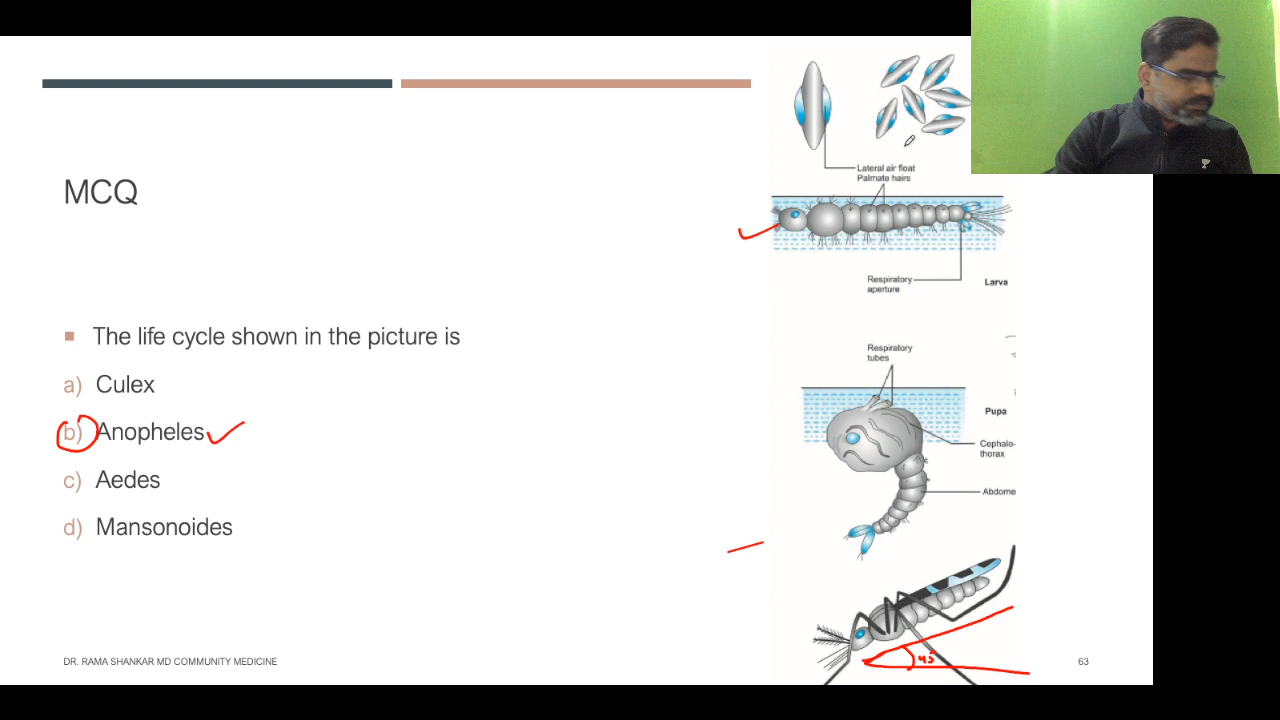 Lateral air float
Palmate hairs
MCQ
Respiratory
aperture
Larva
The life cycle shown in the picture is
a) Culex
b) Anopheles
c) Aedes
d) Mansonoides
Respiratory
tubes
Pupa
Cephalo-
thorax
Abdome
45
DR. RAMA SHANKAR MD COMMUNITY MEDICINE
63